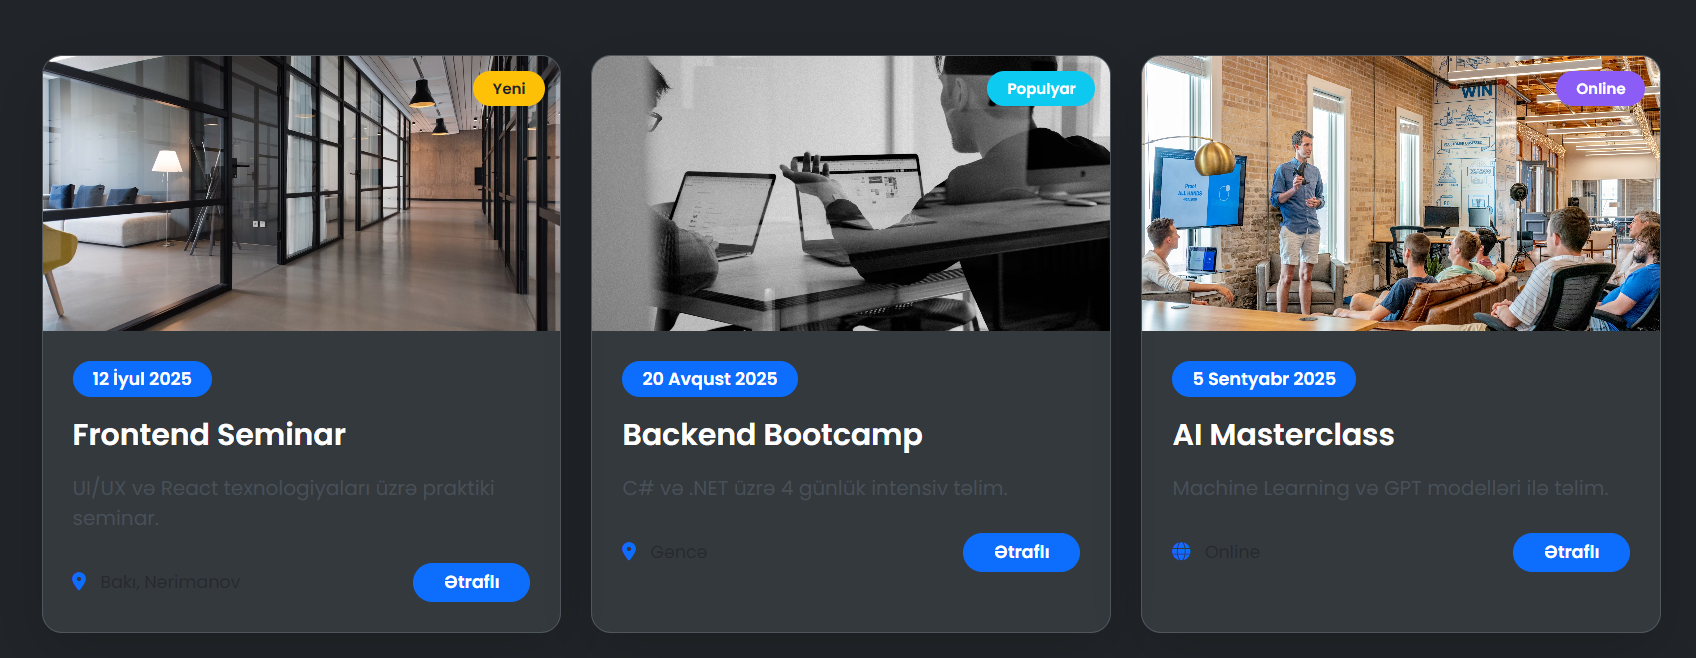 Yeni
12 İyul 2025
Frontend Seminar
UI/UX və React texnologiyaları üzrə praktiki
seminar.
Bakı, Nərimanov
Ətraflı
Populyar
20 Avqust 2025
Backend Bootcamp
C# və .NET üzrə 4 günlük intensiv təlim.
Gəncə
Ətraflı
WIN
Online
5 Sentyabr 2025
AI Masterclass
Machine Learning və GPT modelləri ilə təlim.
Online
Ətraflı